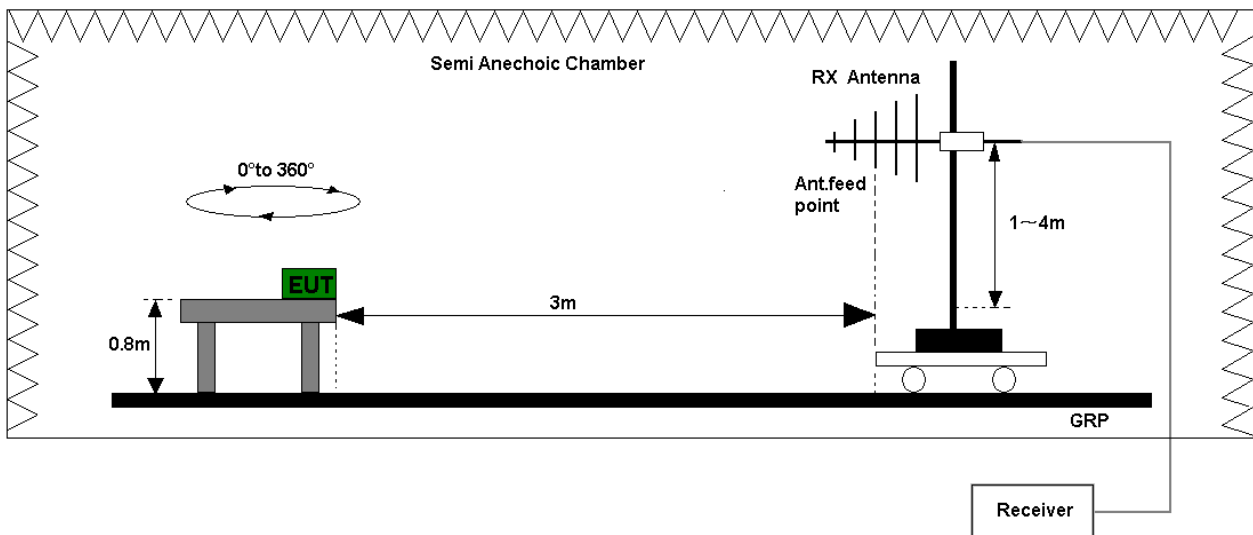 Semi Anechoic Chamber
RX Antenna
0°to 360°
Ant.feed
point
1～4m
EUT
3m
0.8m
GRP
Receiver